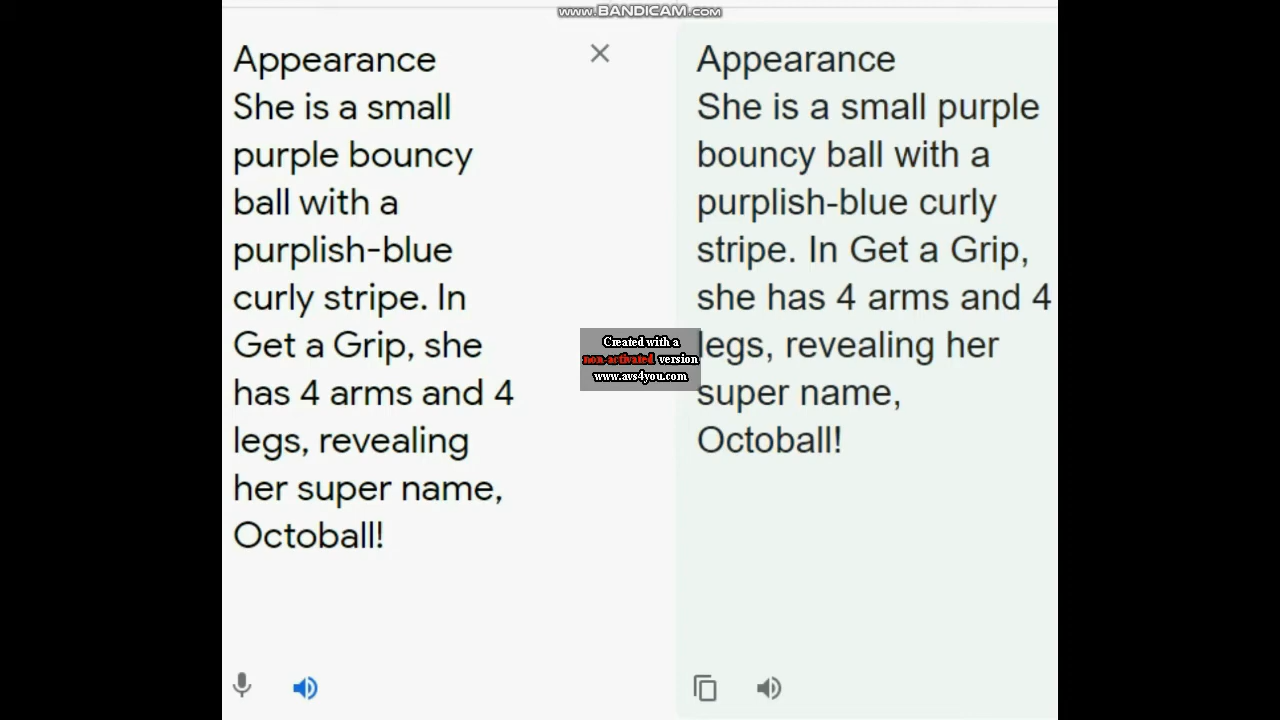 www.BANDICAM.com
Appearance
She is a small
purple bouncy
ball with a
purplish-blue
curly stripe. In
Get a Grip, she
has 4 arms and 4
legs, revealing
her super name,
Octoball!
Appearance
She is a small purple
bouncy ball with a
purplish-blue curly
stripe. In Get a Grip,
she has 4 arms and 4
legs, revealing her
super name,
Octoball!
Created with a
non-activated version
www.avs4you.com